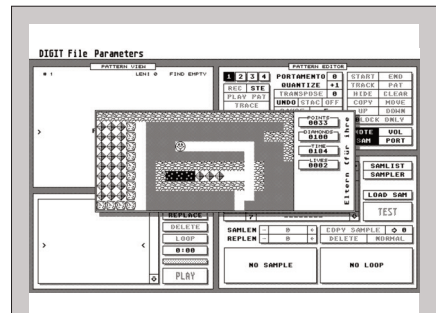 DIGIT File Parameters
PATTERN VIEW
# 1 LEN: 0 FIND EMPTY
PATTERN EDITOR
1 2 3 4 PORTAMENTO 0 START END
REC STE QUANTIZE +1 TRACK PAT
PLAY PAT TRANSPOSE 0 HIDE CLEAR
TRACE UNDO STAC OFF COPY MOVE
UP DOWN
BLOCK ONLY
VOL
SAM PORT
POINTS
0033
DIAMONDS
0100
TIME
0104
LIVES
0002
Eltern (für ihre
SAMLIST
SAMPLER
LOAD SAM
TEST
REPLACE
DELETE
LOOP
0:00
PLAY
SAMLEN - 0 + COPY SAMPLE 0
REPLEN - 0 + DELETE NORMAL
NO SAMPLE NO LOOP